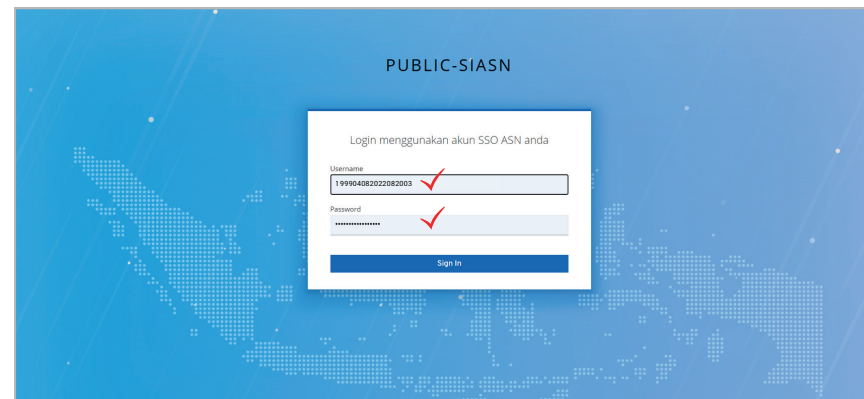 PUBLIC-SIASN
Login menggunakan akun SSO ASN anda
Username
199904082022082003
Password
•••••••••••••••••
Sign In